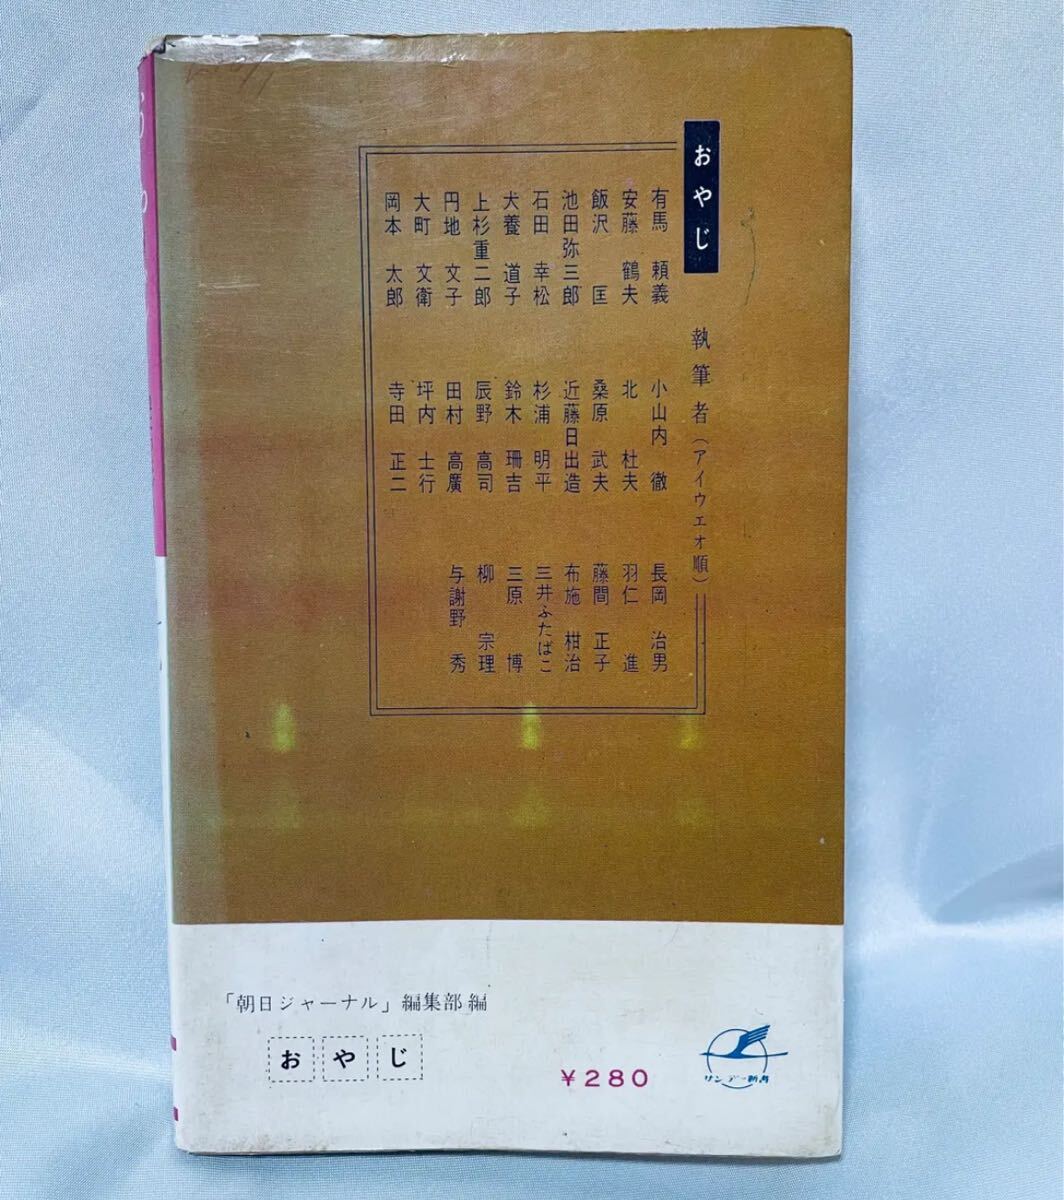 おやじ 執筆者（アイウエオ順）
有馬 頼義
安藤 鶴夫
飯沢 匡
池田弥三郎
石田 幸松
犬養 道子
上杉重二郎
円地 文子
大町 文衛
岡本 太郎
小山内 徹
北 杜夫
桑原 武夫
近藤日出造
杉浦 明平
鈴木 珊吉
辰野 高司
田村 高廣
坪内 士行
寺田 正二
長岡 治男
羽仁 進
藤間 正子
布施 柑治
三井ふたばこ
三原 博
柳 宗理
与謝野 秀
「朝日ジャーナル」編集部編
おやじ
¥280
サンデー新書